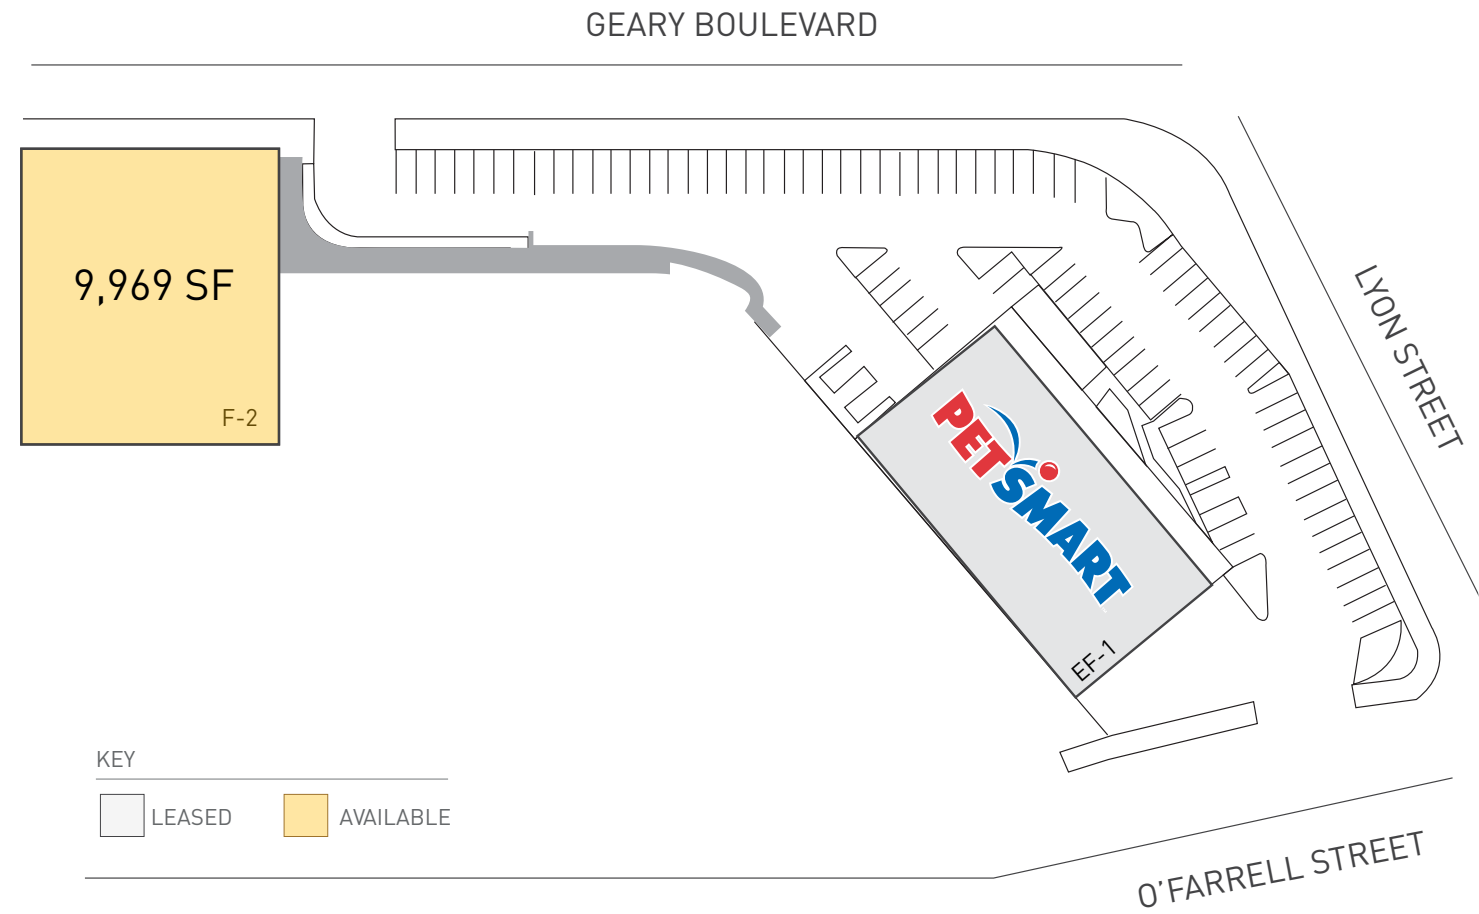 GEARY BOULEVARD
9,969 SF
F-2
LYON STREET
PETSMART
EF-1
KEY
LEASED
AVAILABLE
O'FARRELL STREET